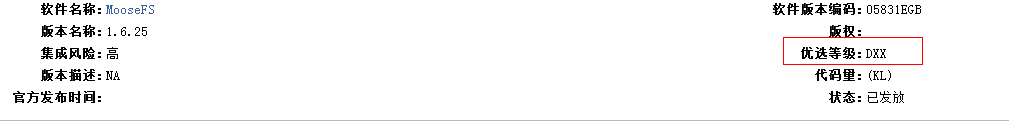 软件名称: MooseFS 软件版本编码: 05831EGB
版本名称: 1.6.25 版权:
集成风险: 高 优选等级: DXX
版本描述: NA 代码量: (KL)
官方发布时间: 状态: 已发放